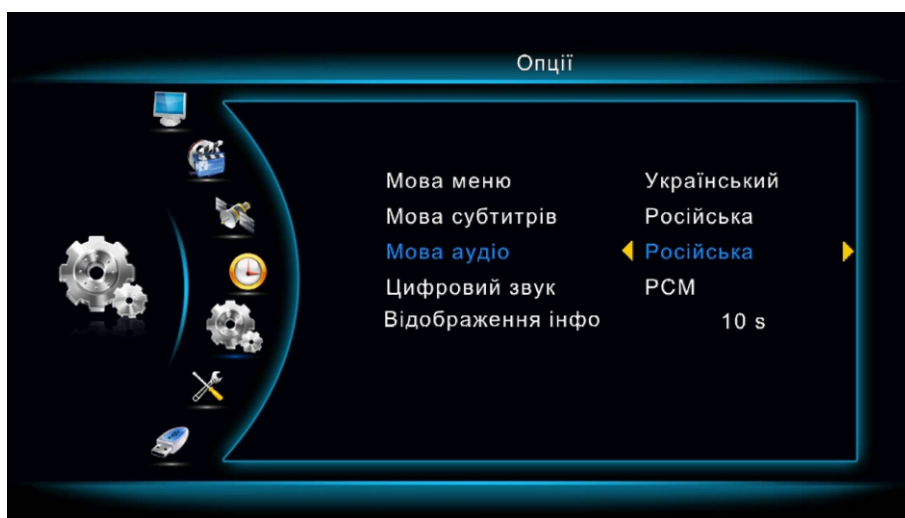 Опції
Мова меню Український
Мова субтитрів Російська
Мова аудіо Російська
Цифровий звук PCM
Відображення інфо 10 s